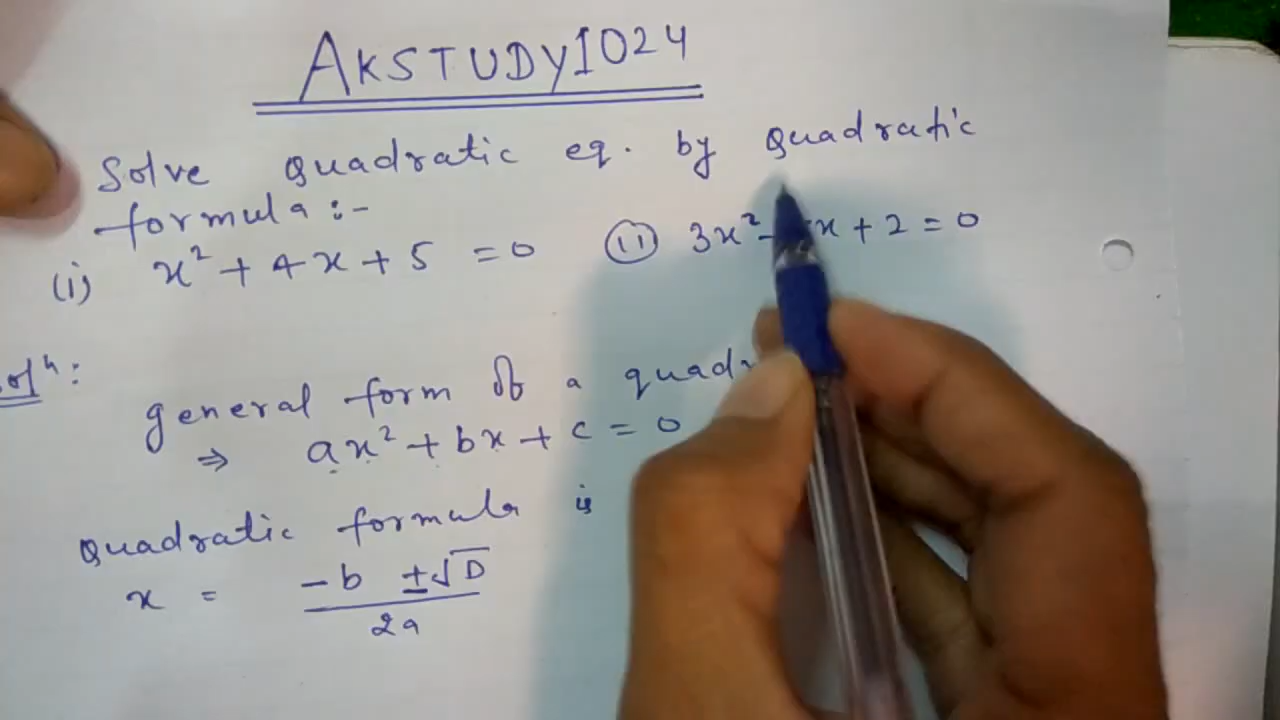 AKSTUDY1024
Solve quadratic eq. by quadratic
formula :-
(i) x² + 4x + 5 = 0 (ii) 3x² - x + 2 = 0
general form of a
⇒ ax² + bx + c = 0
quadratic formula is
x = -b ±√D / 2a